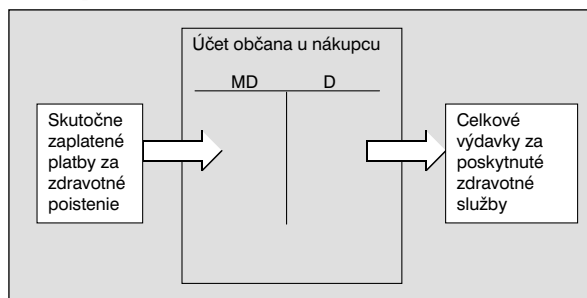 Účet občana u nákupcu
MD D
Skutočne
zaplatené
platby za
zdravotné
poistenie
Celkové
výdavky za
poskytnuté
zdravotné
služby